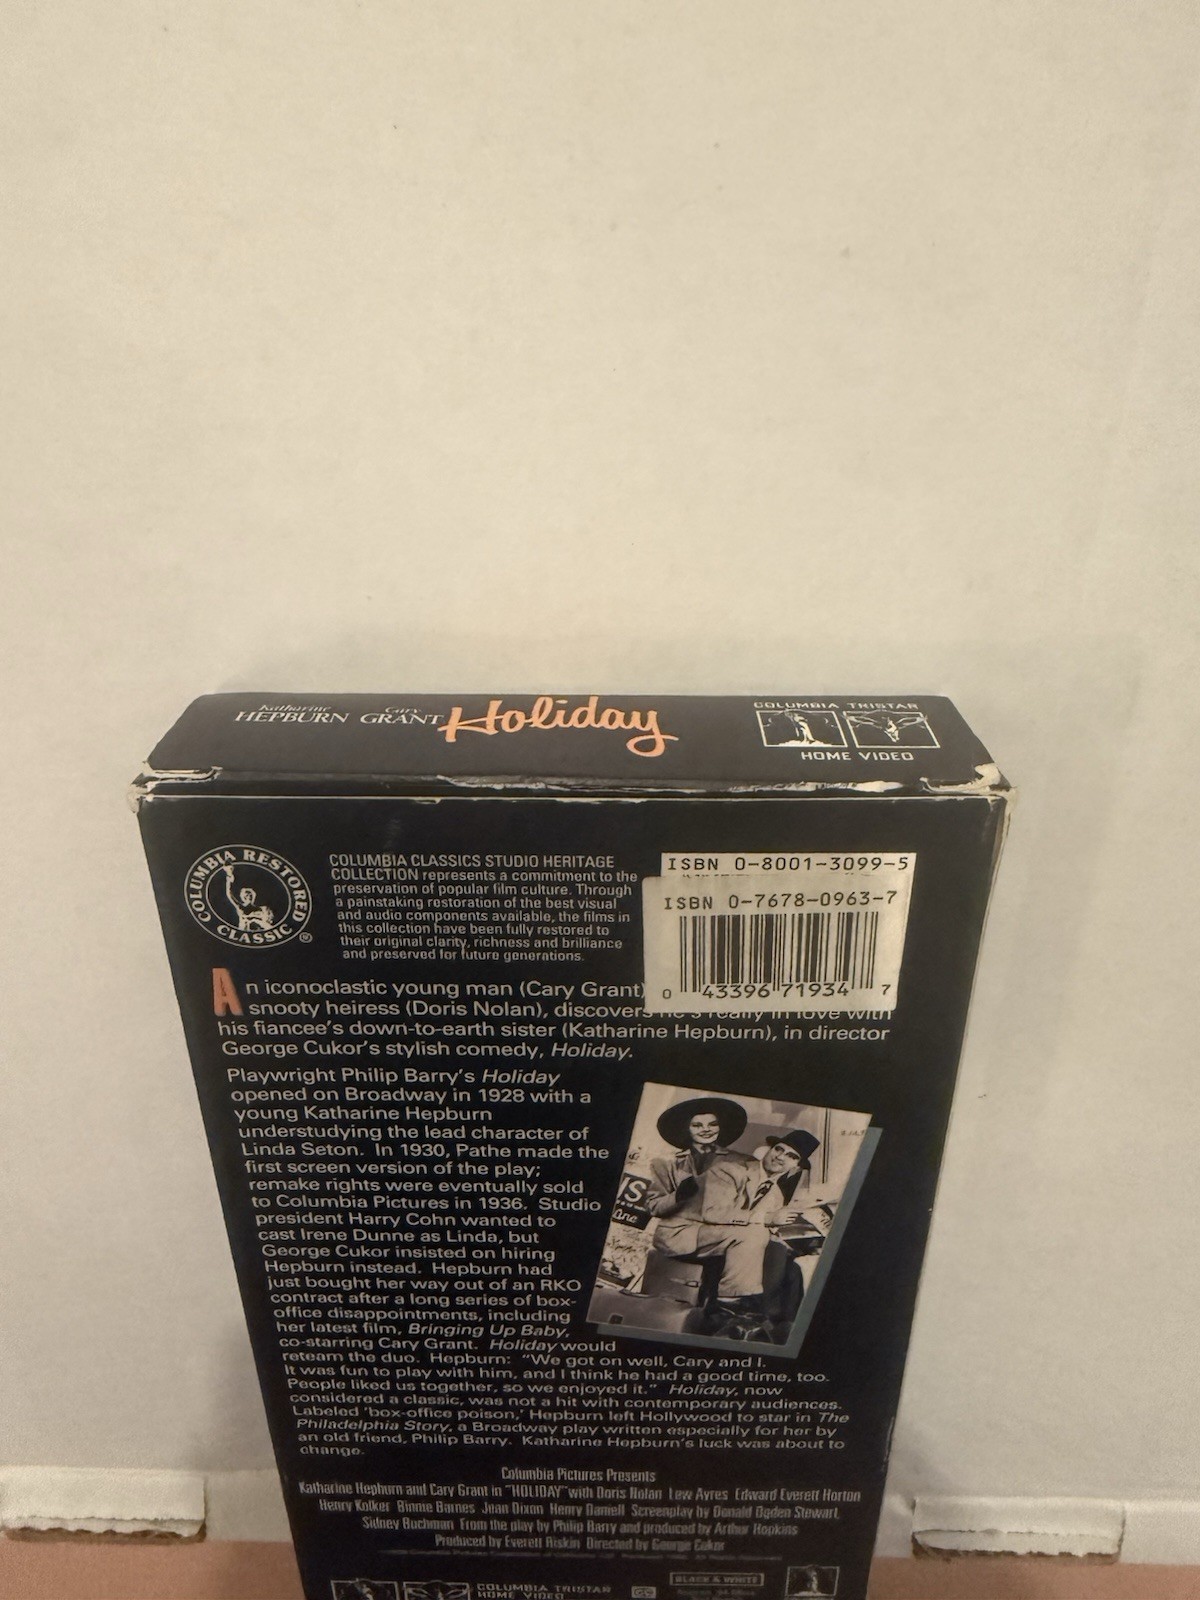 Katharine Cary
HEPBURN GRANT Holiday
COLUMBIA TRISTAR
HOME VIDEO
COLUMBIA RESTORED CLASSIC
COLUMBIA CLASSICS STUDIO HERITAGE
COLLECTION represents a commitment to the
preservation of popular film culture. Through
a painstaking restoration of the best visual
and audio components available, the films in
this collection have been fully restored to
their original clarity, richness and brilliance
and preserved for future generations.
ISBN 0-8001-3099-5
ISBN 0-7678-0963-7
0 43396 71934 7
An iconoclastic young man (Cary Grant)
snooty heiress (Doris Nolan), discovers he's really in love with
his fiancee's down-to-earth sister (Katharine Hepburn), in director
George Cukor's stylish comedy, Holiday.
Playwright Philip Barry's Holiday
opened on Broadway in 1928 with a
young Katharine Hepburn
understudying the lead character of
Linda Seton. In 1930, Pathe made the
first screen version of the play;
remake rights were eventually sold
to Columbia Pictures in 1936. Studio
president Harry Cohn wanted to
cast Irene Dunne as Linda, but
George Cukor insisted on hiring
Hepburn instead. Hepburn had
just bought her way out of an RKO
contract after a long series of box-
office disappointments, including
her latest film, Bringing Up Baby,
co-starring Cary Grant. Holiday would
reteam the duo. Hepburn: "We got on well, Cary and I.
It was fun to play with him, and I think he had a good time, too.
People liked us together, so we enjoyed it." Holiday, now
considered a classic, was not a hit with contemporary audiences.
Labeled 'box-office poison,' Hepburn left Hollywood to star in The
Philadelphia Story, a Broadway play written especially for her by
an old friend, Philip Barry. Katharine Hepburn's luck was about to
change.
Columbia Pictures Presents
Katharine Hepburn and Cary Grant in "HOLIDAY" with Doris Nolan Lew Ayres Edward Everett Horton
Henry Kolker Binnie Barnes Jean Dixon Henry Daniell Screenplay by Donald Ogden Stewart,
Sidney Buchman From the play by Philip Barry and produced by Arthur Hopkins
Produced by Everett Riskin Directed by George Cukor
COLUMBIA TRISTAR
HOME VIDEO
BLACK & WHITE